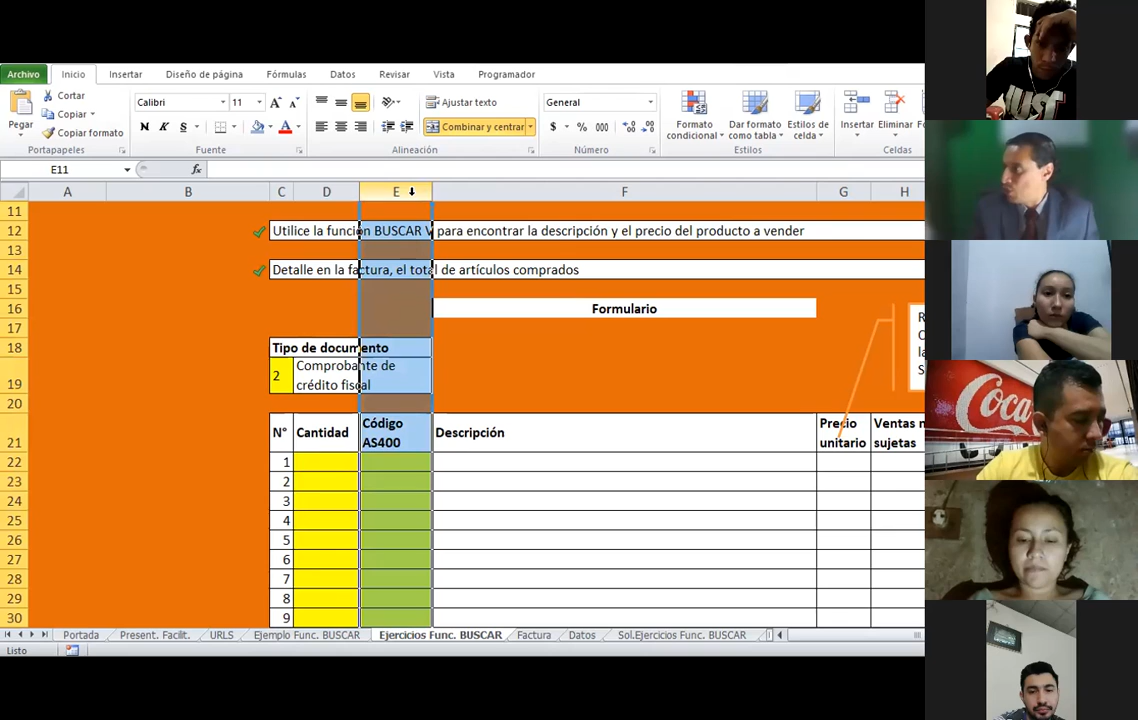 Archivo Inicio Insertar Diseño de página Fórmulas Datos Revisar Vista Programador
Cortar
Copiar
Copiar formato
Pegar
Portapapeles
Calibri 11
N K S
Fuente
Ajustar texto
Combinar y centrar
Alineación
General
$ % 000
Número
Formato condicional
Dar formato como tabla
Estilos de celda
Estilos
Insertar Eliminar
Celdas
E11 fx
A B C D E F G H
11
12 Utilice la función BUSCAR V para encontrar la descripción y el precio del producto a vender
13
14 Detalle en la factura, el total de artículos comprados
15
16 Formulario
17
18 Tipo de documento
19 2 Comprobante de crédito fiscal
20
21 N° Cantidad Código AS400 Descripción Precio unitario Ventas n sujetas
22 1
23 2
24 3
25 4
26 5
27 6
28 7
29 8
30 9
Portada Present. Facilit. URLS Ejemplo Func. BUSCAR Ejercicios Func. BUSCAR Factura Datos Sol.Ejercicios Func. BUSCAR
Listo
JUST
Coca